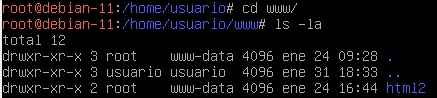 root@debian-11:/home/usuario# cd www/
root@debian-11:/home/usuario/www# ls -la
total 12
drwxr-xr-x 3 root    www-data 4096 ene 24 09:28 .
drwxr-xr-x 3 usuario usuario  4096 ene 31 18:33 ..
drwxr-xr-x 2 root    www-data 4096 ene 24 16:44 html2